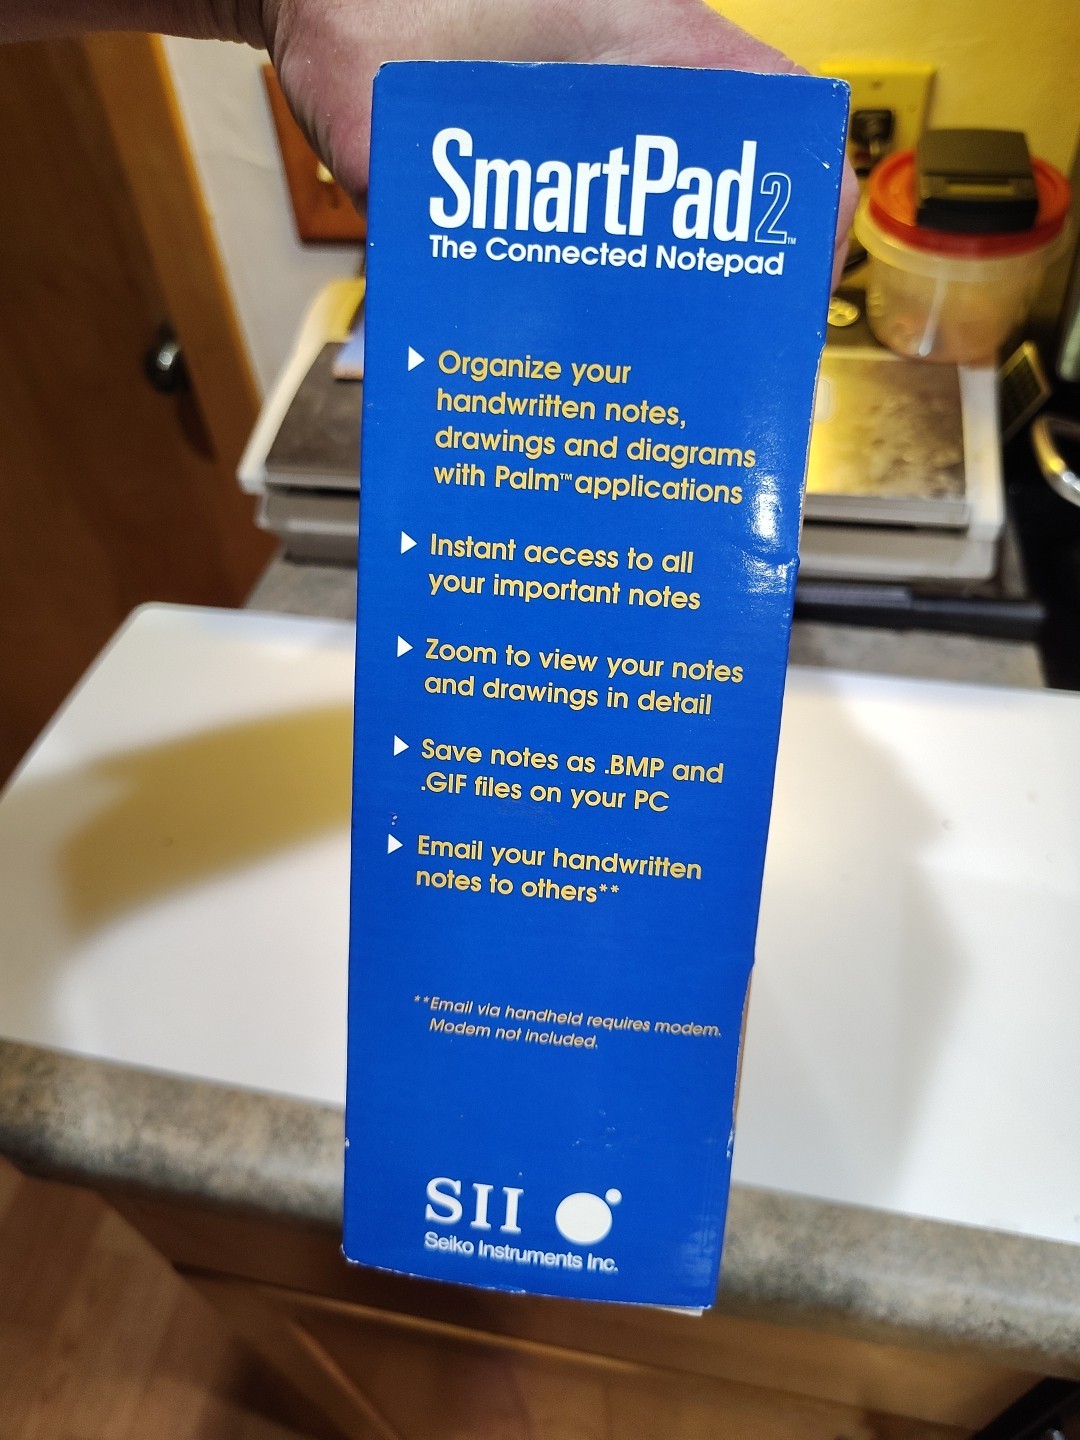 SmartPad2™
The Connected Notepad
Organize your
handwritten notes,
drawings and diagrams
with Palm™ applications
Instant access to all
your important notes
Zoom to view your notes
and drawings in detail
Save notes as .BMP and
.GIF files on your PC
Email your handwritten
notes to others**
**Email via handheld requires modem.
Modem not included.
SII
Seiko Instruments Inc.